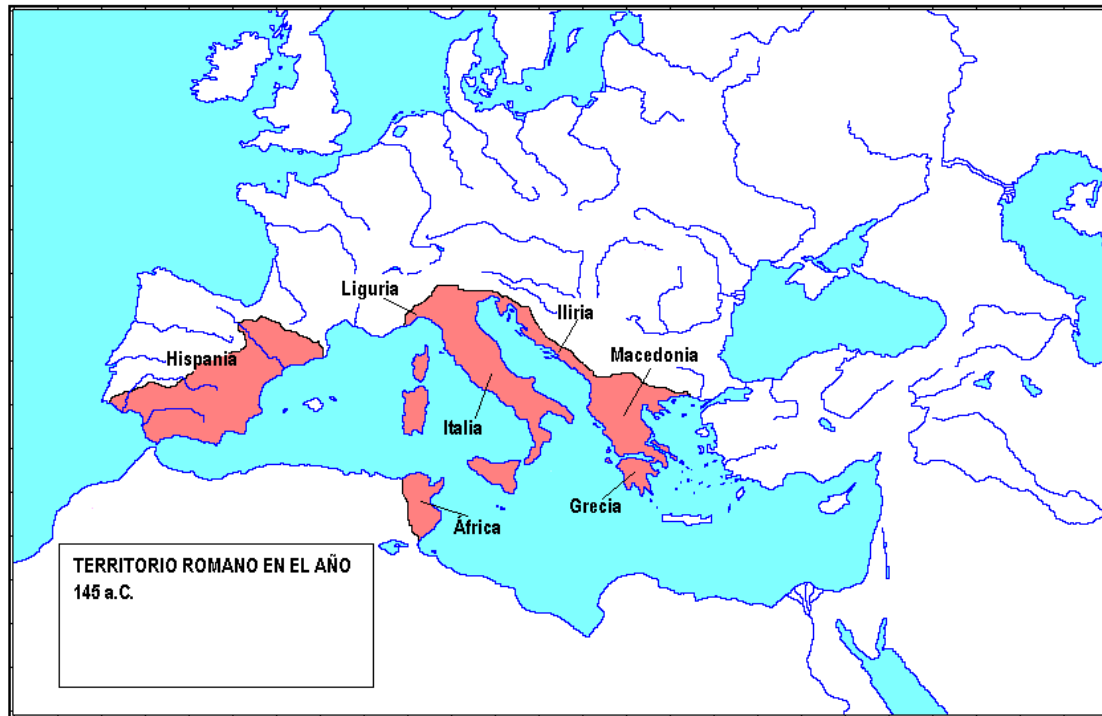 Liguria
Iliria
Hispania
Macedonia
Italia
Grecia
África
TERRITORIO ROMANO EN EL AÑO
145 a.C.